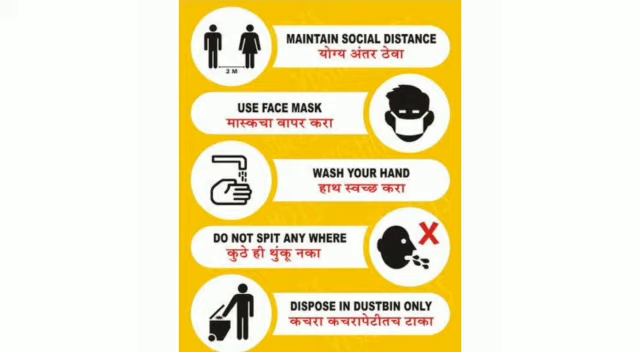 MAINTAIN SOCIAL DISTANCE
योग्य अंतर ठेवा
2 M
USE FACE MASK
मास्कचा वापर करा
WASH YOUR HAND
हाथ स्वच्छ करा
DO NOT SPIT ANY WHERE
कुठे ही थुंकू नका
DISPOSE IN DUSTBIN ONLY
कचरा कचरापेटीतच टाका